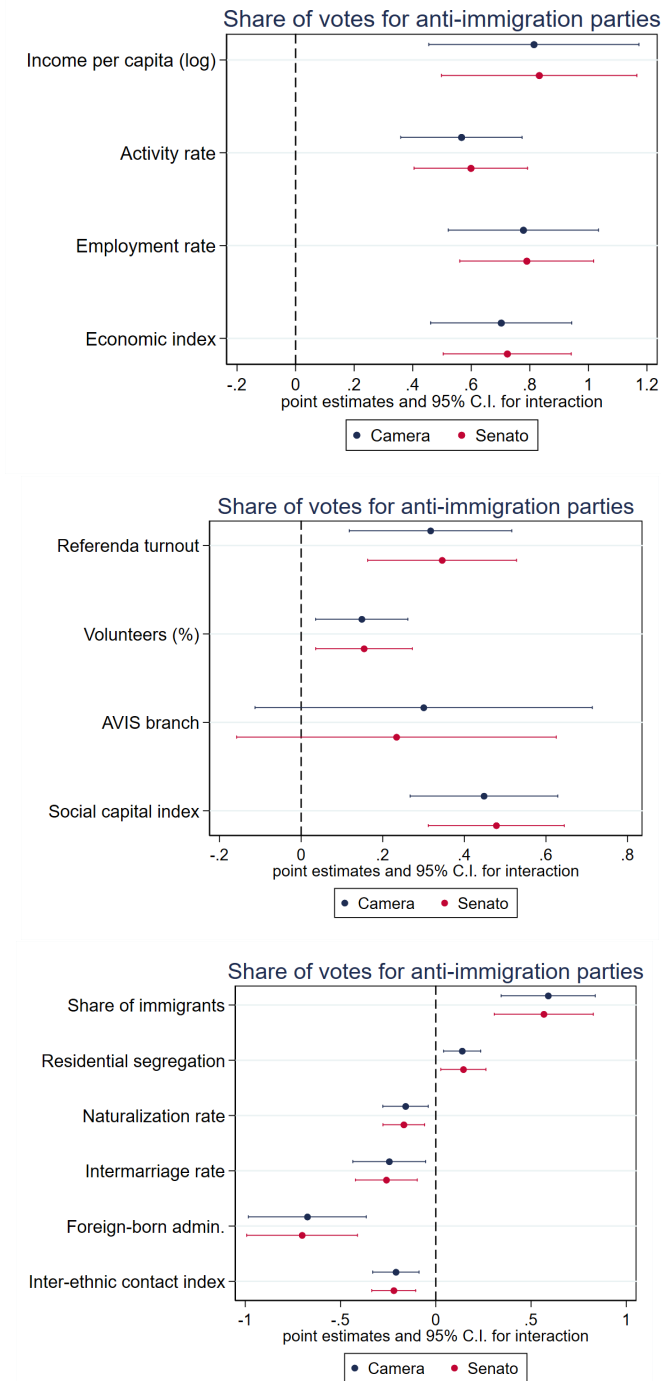 Share of votes for anti-immigration parties
Income per capita (log)
Activity rate
Employment rate
Economic index
-.2 0 .2 .4 .6 .8 1 1.2
point estimates and 95% C.I. for interaction
Camera Senato
Share of votes for anti-immigration parties
Referenda turnout
Volunteers (%)
AVIS branch
Social capital index
-.2 0 .2 .4 .6 .8
point estimates and 95% C.I. for interaction
Camera Senato
Share of votes for anti-immigration parties
Share of immigrants
Residential segregation
Naturalization rate
Intermarriage rate
Foreign-born admin.
Inter-ethnic contact index
-1 -.5 0 .5 1
point estimates and 95% C.I. for interaction
Camera Senato